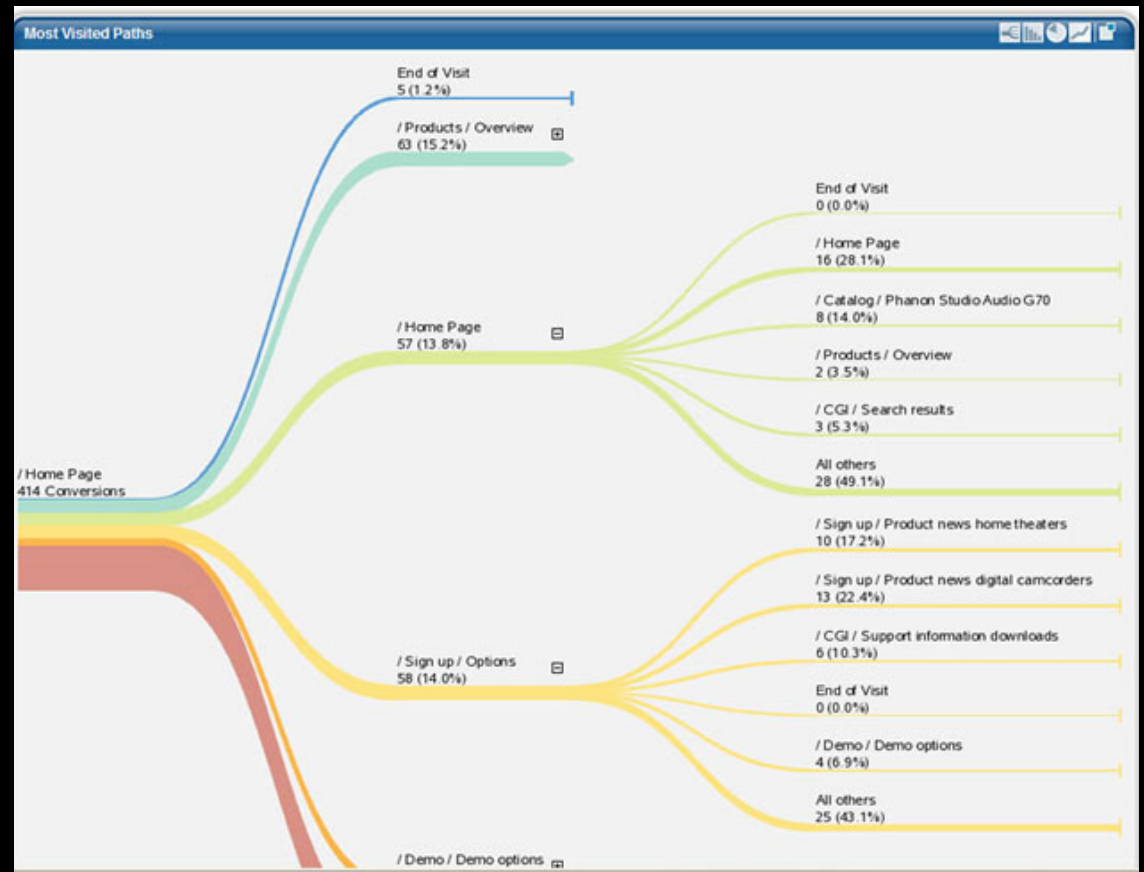 Most Visited Paths
End of Visit
5 (1.2%)
/ Products / Overview
63 (15.2%)
End of Visit
0 (0.0%)
/ Home Page
16 (28.1%)
/ Catalog / Phanon Studio Audio G70
8 (14.0%)
/ Home Page
57 (13.8%)
/ Products / Overview
2 (3.5%)
/ CGI / Search results
3 (5.3%)
All others
28 (49.1%)
/ Home Page
414 Conversions
/ Sign up / Product news home theaters
10 (17.2%)
/ Sign up / Product news digital camcorders
13 (22.4%)
/ CGI / Support information downloads
6 (10.3%)
/ Sign up / Options
58 (14.0%)
End of Visit
0 (0.0%)
/ Demo / Demo options
4 (6.9%)
All others
25 (43.1%)
/ Demo / Demo options